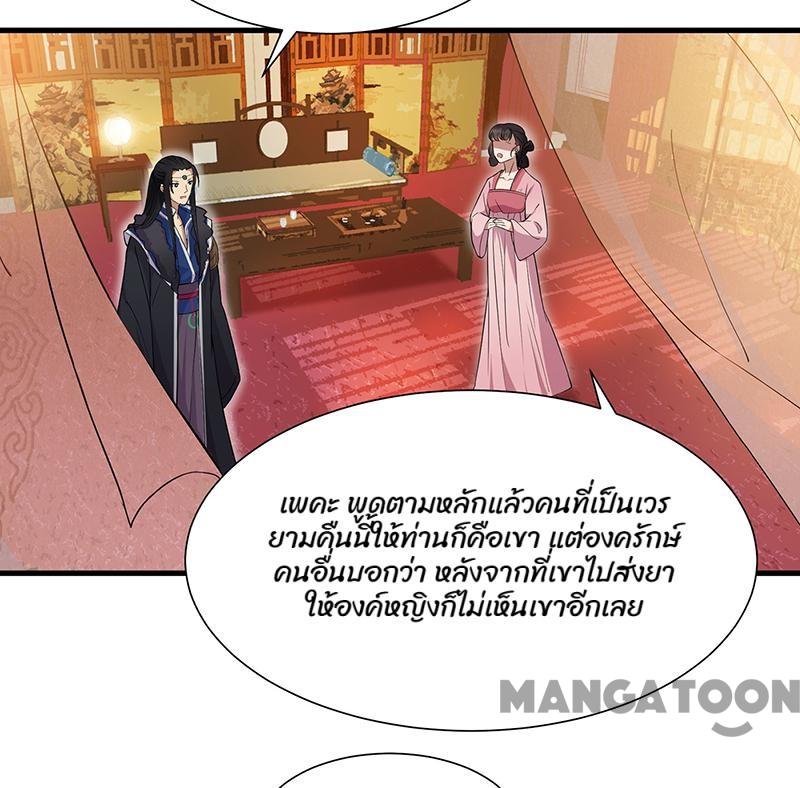 เพคะ พูดตามหลักแล้วคนที่เป็นเวร
ยามคืนนี้ให้ท่านก็คือเขา แต่องครักษ์
คนอื่นบอกว่า หลังจากที่เขาไปส่งยา
ให้องค์หญิงก็ไม่เห็นเขาอีกเลย
MANGATOON